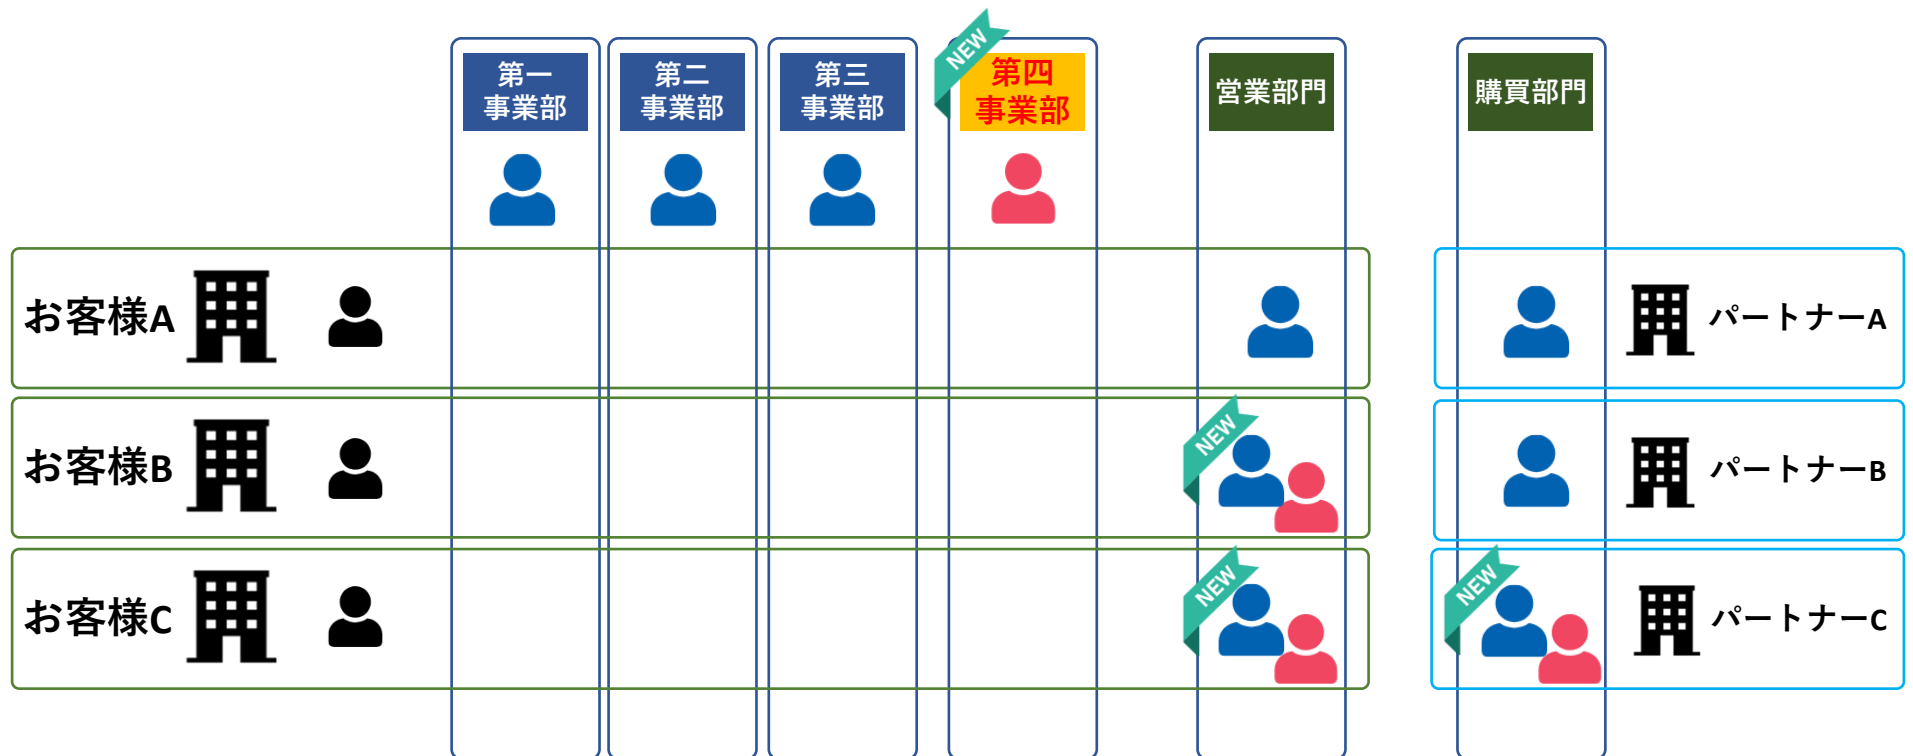 NEW
第一
事業部
第二
事業部
第三
事業部
第四
事業部
営業部門
購買部門
お客様A
パートナーA
お客様B
NEW
パートナーB
お客様C
NEW
NEW
パートナーC